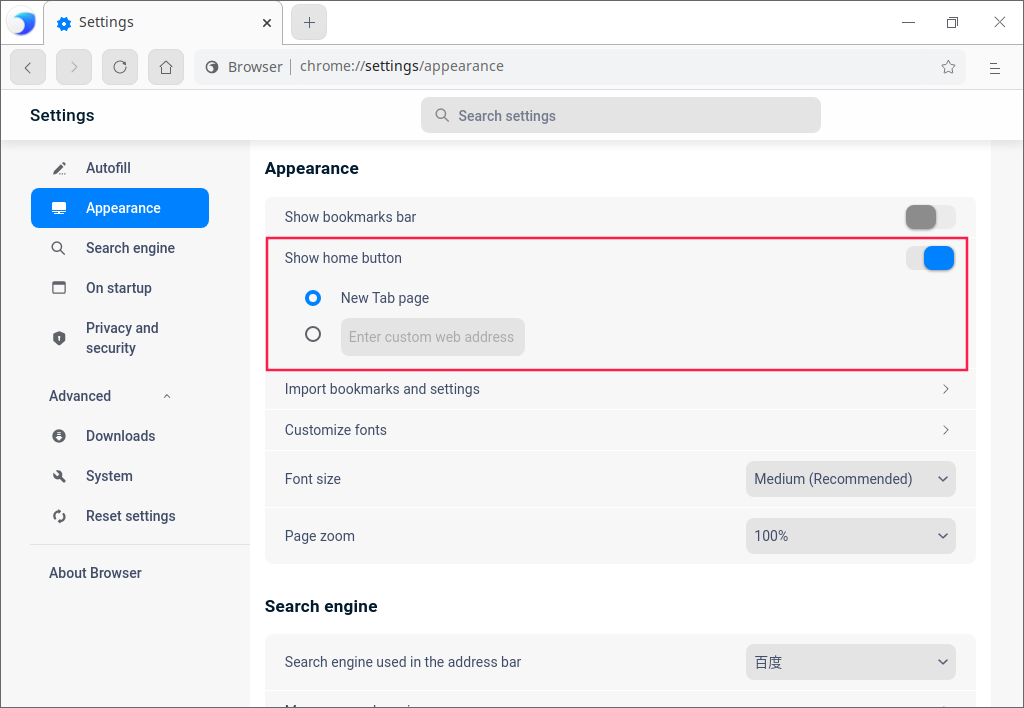 Settings
Browser | chrome://settings/appearance
Settings
Search settings
Autofill
Appearance
Search engine
On startup
Privacy and
security
Advanced
Downloads
System
Reset settings
About Browser
Appearance
Show bookmarks bar
Show home button
New Tab page
Enter custom web address
Import bookmarks and settings
Customize fonts
Font size
Medium (Recommended)
Page zoom
100%
Search engine
Search engine used in the address bar
百度